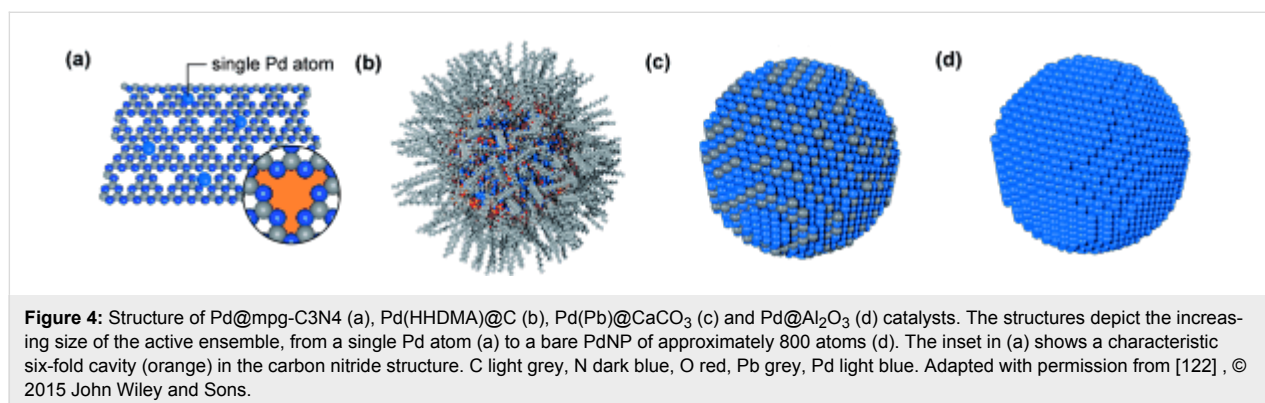 (a)
single Pd atom
(b)
(c)
(d)
Figure 4: Structure of Pd@mpg-C3N4 (a), Pd(HHDMA)@C (b), Pd(Pb)@CaCO3 (c) and Pd@Al2O3 (d) catalysts. The structures depict the increas-
ing size of the active ensemble, from a single Pd atom (a) to a bare PdNP of approximately 800 atoms (d). The inset in (a) shows a characteristic
six-fold cavity (orange) in the carbon nitride structure. C light grey, N dark blue, O red, Pb grey, Pd light blue. Adapted with permission from [122] , ©
2015 John Wiley and Sons.